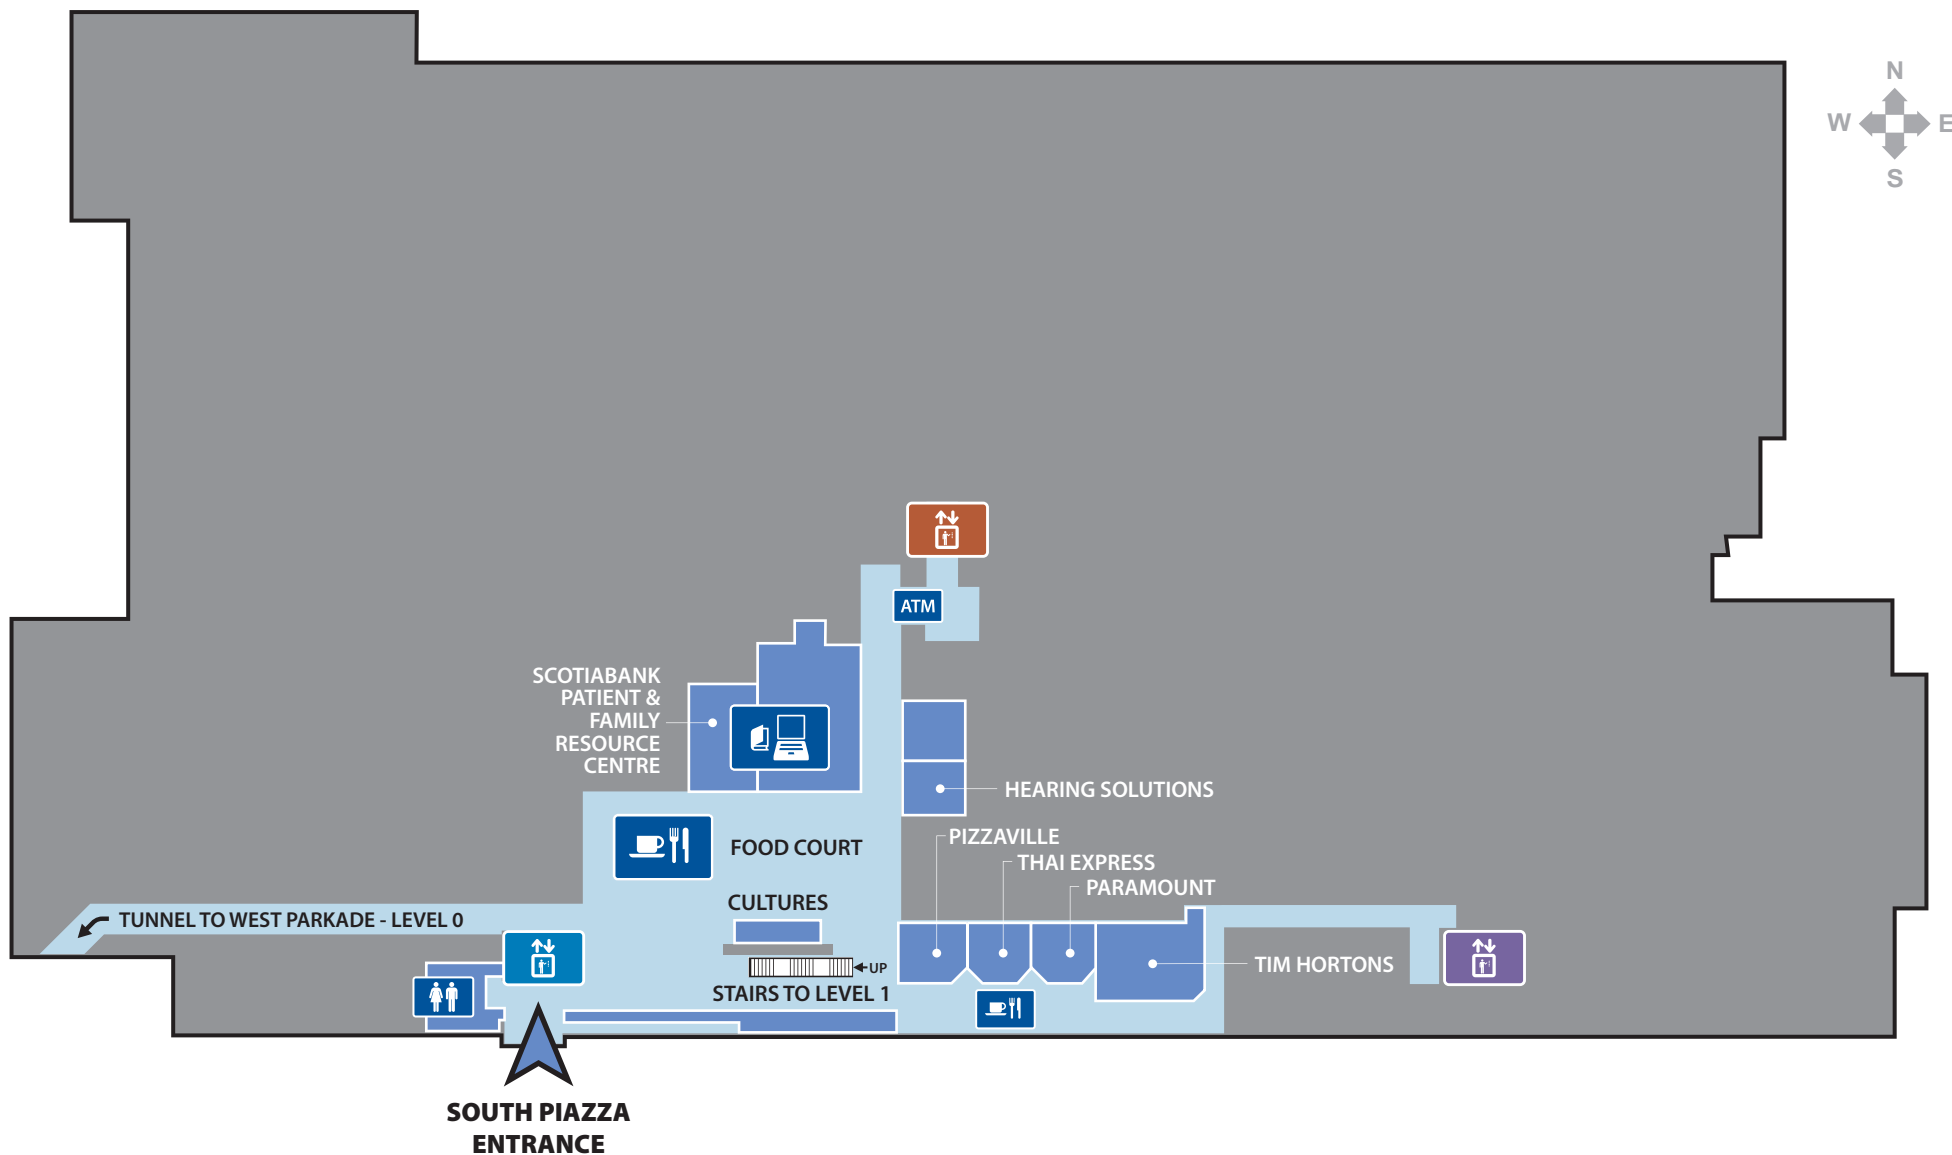 N
W
E
S
ATM
SCOTIABANK
PATIENT &
FAMILY
RESOURCE
CENTRE
HEARING SOLUTIONS
PIZZAVILLE
FOOD COURT
THAI EXPRESS
PARAMOUNT
CULTURES
TUNNEL TO WEST PARKADE - LEVEL 0
UP
TIM HORTONS
STAIRS TO LEVEL 1
SOUTH PIAZZA
ENTRANCE